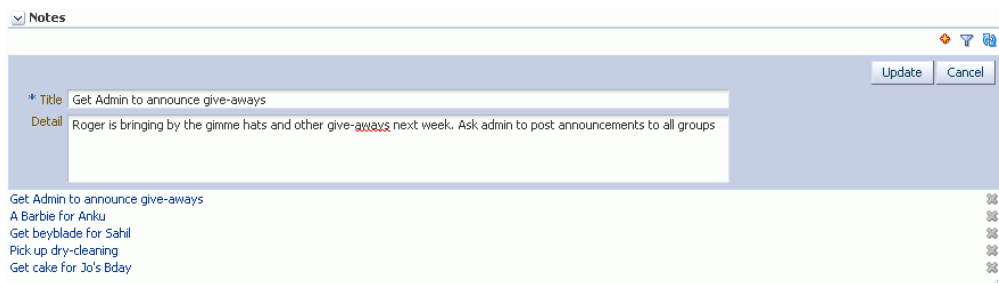 Notes
Update Cancel
* Title Get Admin to announce give-aways
Detail Roger is bringing by the gimme hats and other give-aways next week. Ask admin to post announcements to all groups
Get Admin to announce give-aways
A Barbie for Anku
Get beyblade for Sahil
Pick up dry-cleaning
Get cake for Jo's Bday